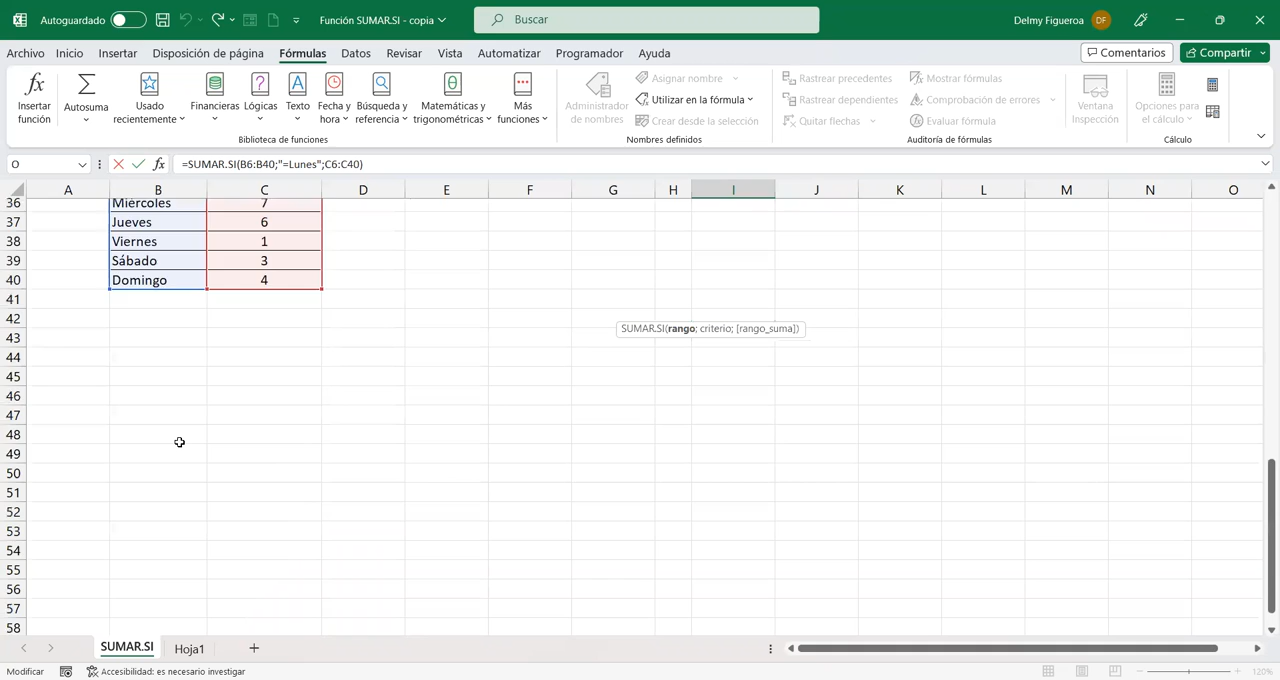 Autoguardado Función SUMAR.SI - copia Buscar Delmy Figueroa DF
Archivo Inicio Insertar Disposición de página Fórmulas Datos Revisar Vista Automatizar Programador Ayuda Comentarios Compartir
fx Insertar función
Σ Autosuma
Usado recientemente
Financieras
? Lógicas
A Texto
Fecha y hora
Búsqueda y referencia
θ Matemáticas y trigonométricas
Más funciones
Biblioteca de funciones
Administrador de nombres
Asignar nombre
Utilizar en la fórmula
Crear desde la selección
Nombres definidos
Rastrear precedentes
Rastrear dependientes
Quitar flechas
Mostrar fórmulas
Comprobación de errores
Evaluar fórmula
Auditoría de fórmulas
Ventana Inspección
Opciones para el cálculo
Cálculo
O fx =SUMAR.SI(B6:B40;"=Lunes";C6:C40)
A B C D E F G H I J K L M N O
36 Miércoles 7
37 Jueves 6
38 Viernes 1
39 Sábado 3
40 Domingo 4
41
42
SUMAR.SI(rango; criterio; [rango_suma])
43
44
45
46
47
48
49
50
51
52
53
54
55
56
57
58
SUMAR.SI Hoja1 +
Modificar Accesibilidad: es necesario investigar 120%